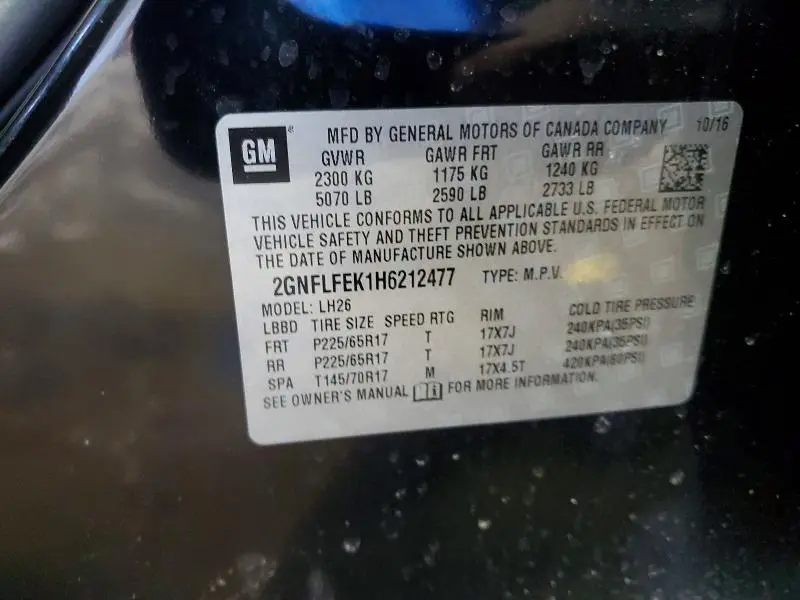 GM ® MFD BY GENERAL MOTORS OF CANADA COMPANY 10/16
GVWR GAWR FRT GAWR RR
2300 KG 1175 KG 1240 KG
5070 LB 2590 LB 2733 LB
THIS VEHICLE CONFORMS TO ALL APPLICABLE U.S. FEDERAL MOTOR
VEHICLE SAFETY AND THEFT PREVENTION STANDARDS IN EFFECT ON
THE DATE OF MANUFACTURE SHOWN ABOVE.
2GNFLFEK1H6212477 TYPE: M.P.V.
MODEL: LH26
LBBD TIRE SIZE SPEED RTG RIM COLD TIRE PRESSURE
FRT P225/65R17 T 17X7J 240KPA(35PSI)
RR P225/65R17 T 17X7J 240KPA(35PSI)
SPA T145/70R17 M 17X4.5T 420KPA(60PSI)
SEE OWNER'S MANUAL FOR MORE INFORMATION.